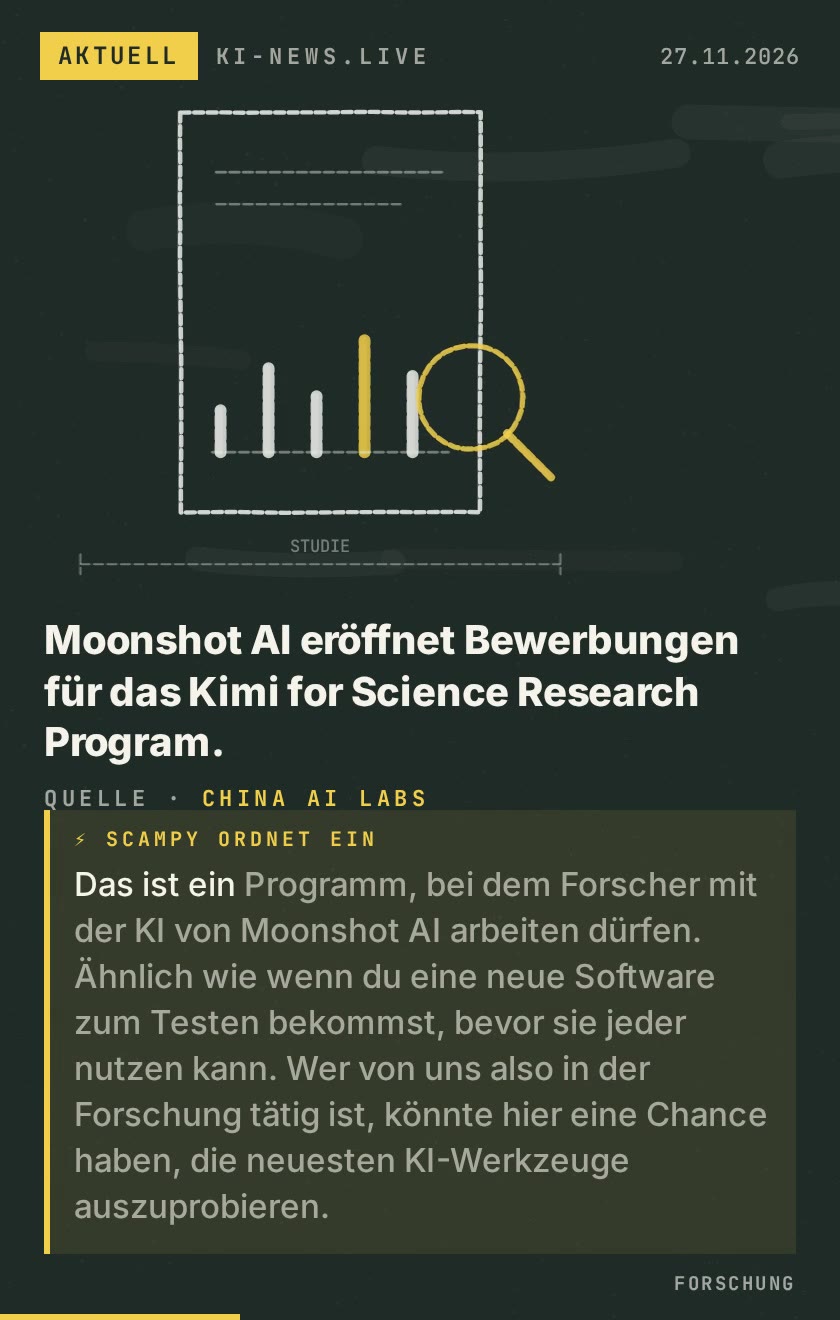 AKTUELL KI-NEWS.LIVE 27.11.2026
STUDIE
Moonshot AI eröffnet Bewerbungen
für das Kimi for Science Research
Program.
QUELLE · CHINA AI LABS
⚡ SCAMPY ORDNET EIN
Das ist ein Programm, bei dem Forscher mit
der KI von Moonshot AI arbeiten dürfen.
Ähnlich wie wenn du eine neue Software
zum Testen bekommst, bevor sie jeder
nutzen kann. Wer von uns also in der
Forschung tätig ist, könnte hier eine Chance
haben, die neuesten KI-Werkzeuge
auszuprobieren.
FORSCHUNG